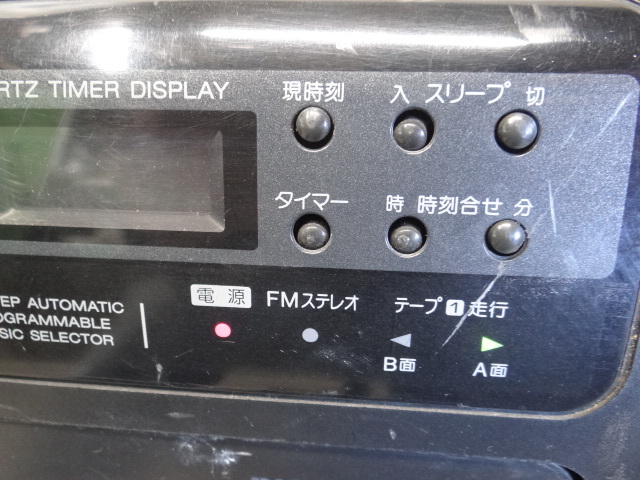 RTZ TIMER DISPLAY
現時刻 入 スリープ 切
タイマー 時 時刻合せ 分
電源 FMステレオ テープ 1 走行
B面 A面
EP AUTOMATIC
OGRAMMABLE
SIC SELECTOR